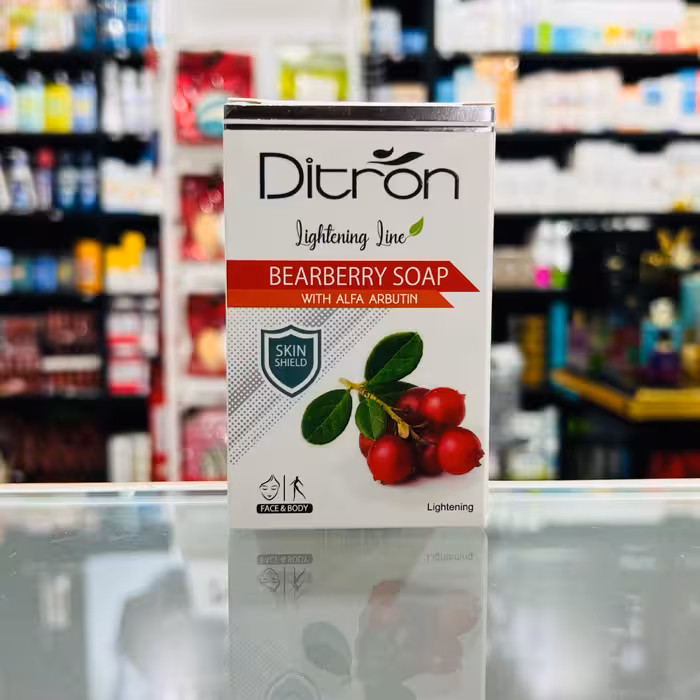 Ditron
Lightening Line
BEARBERRY SOAP
WITH ALFA ARBUTIN
SKIN
SHIELD
FACE & BODY
Lightening